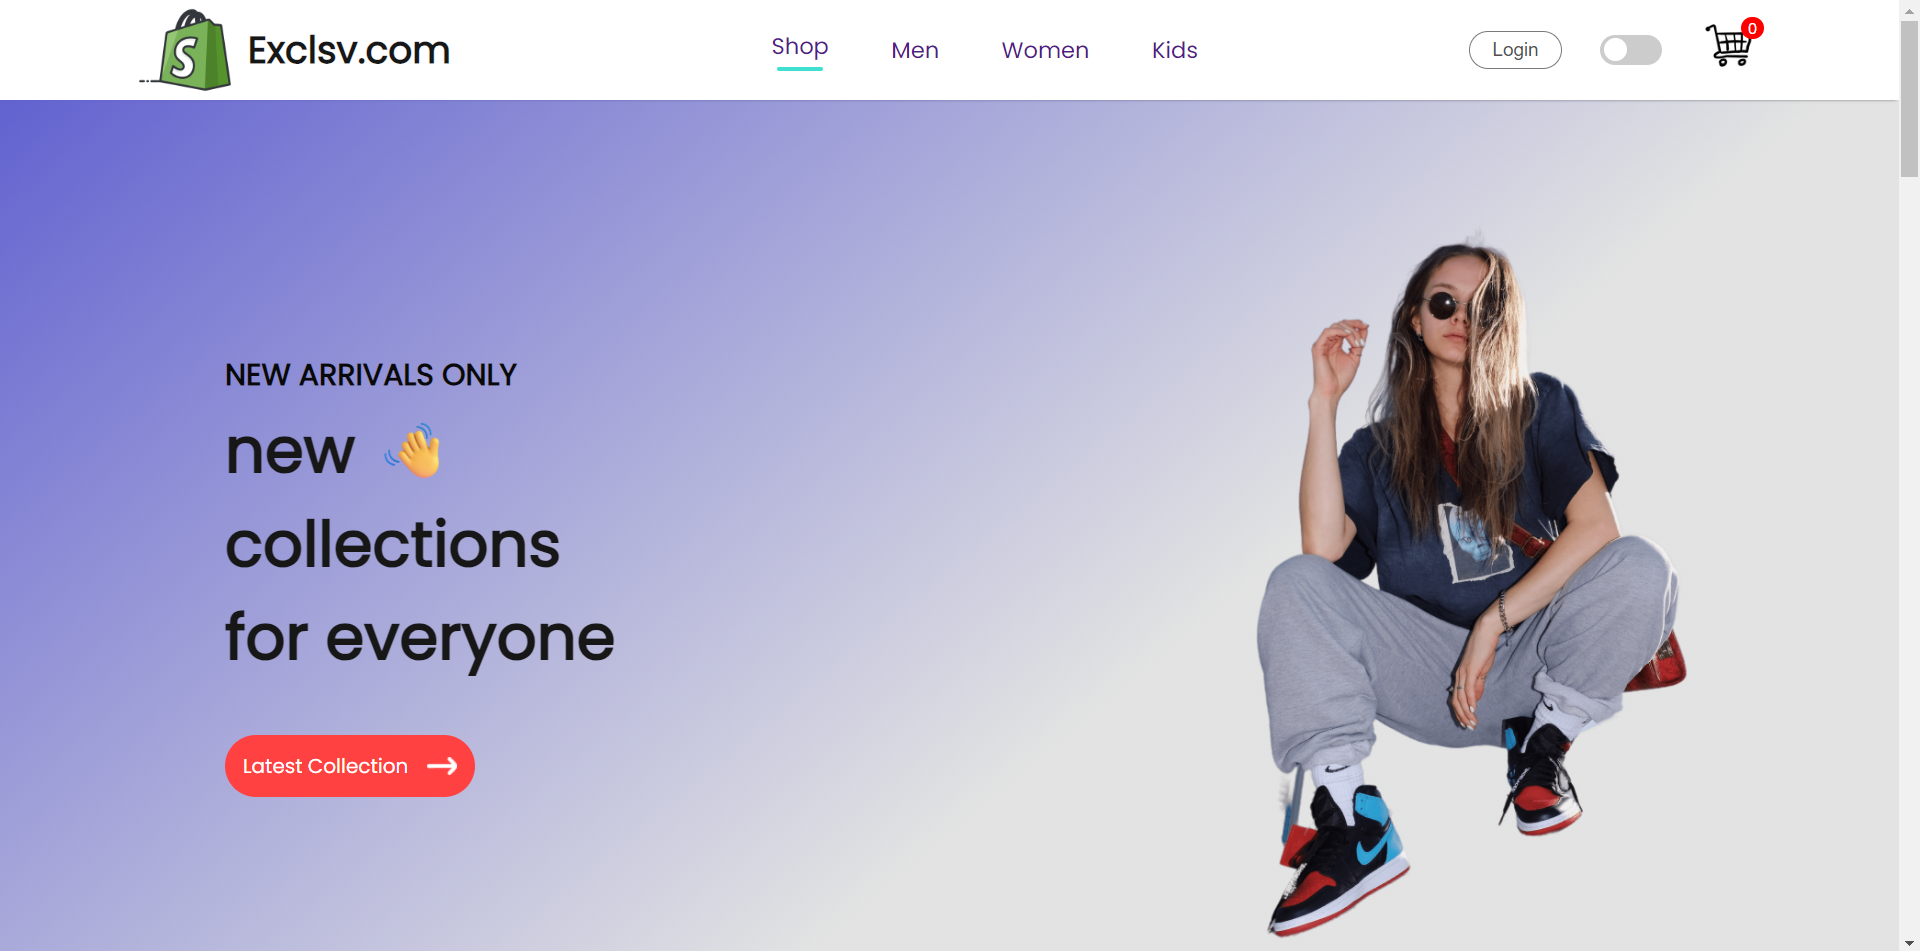 S
Exclsv.com
Shop
Men
Women
Kids
Login
0
NEW ARRIVALS ONLY
new 👋
collections
for everyone
Latest Collection